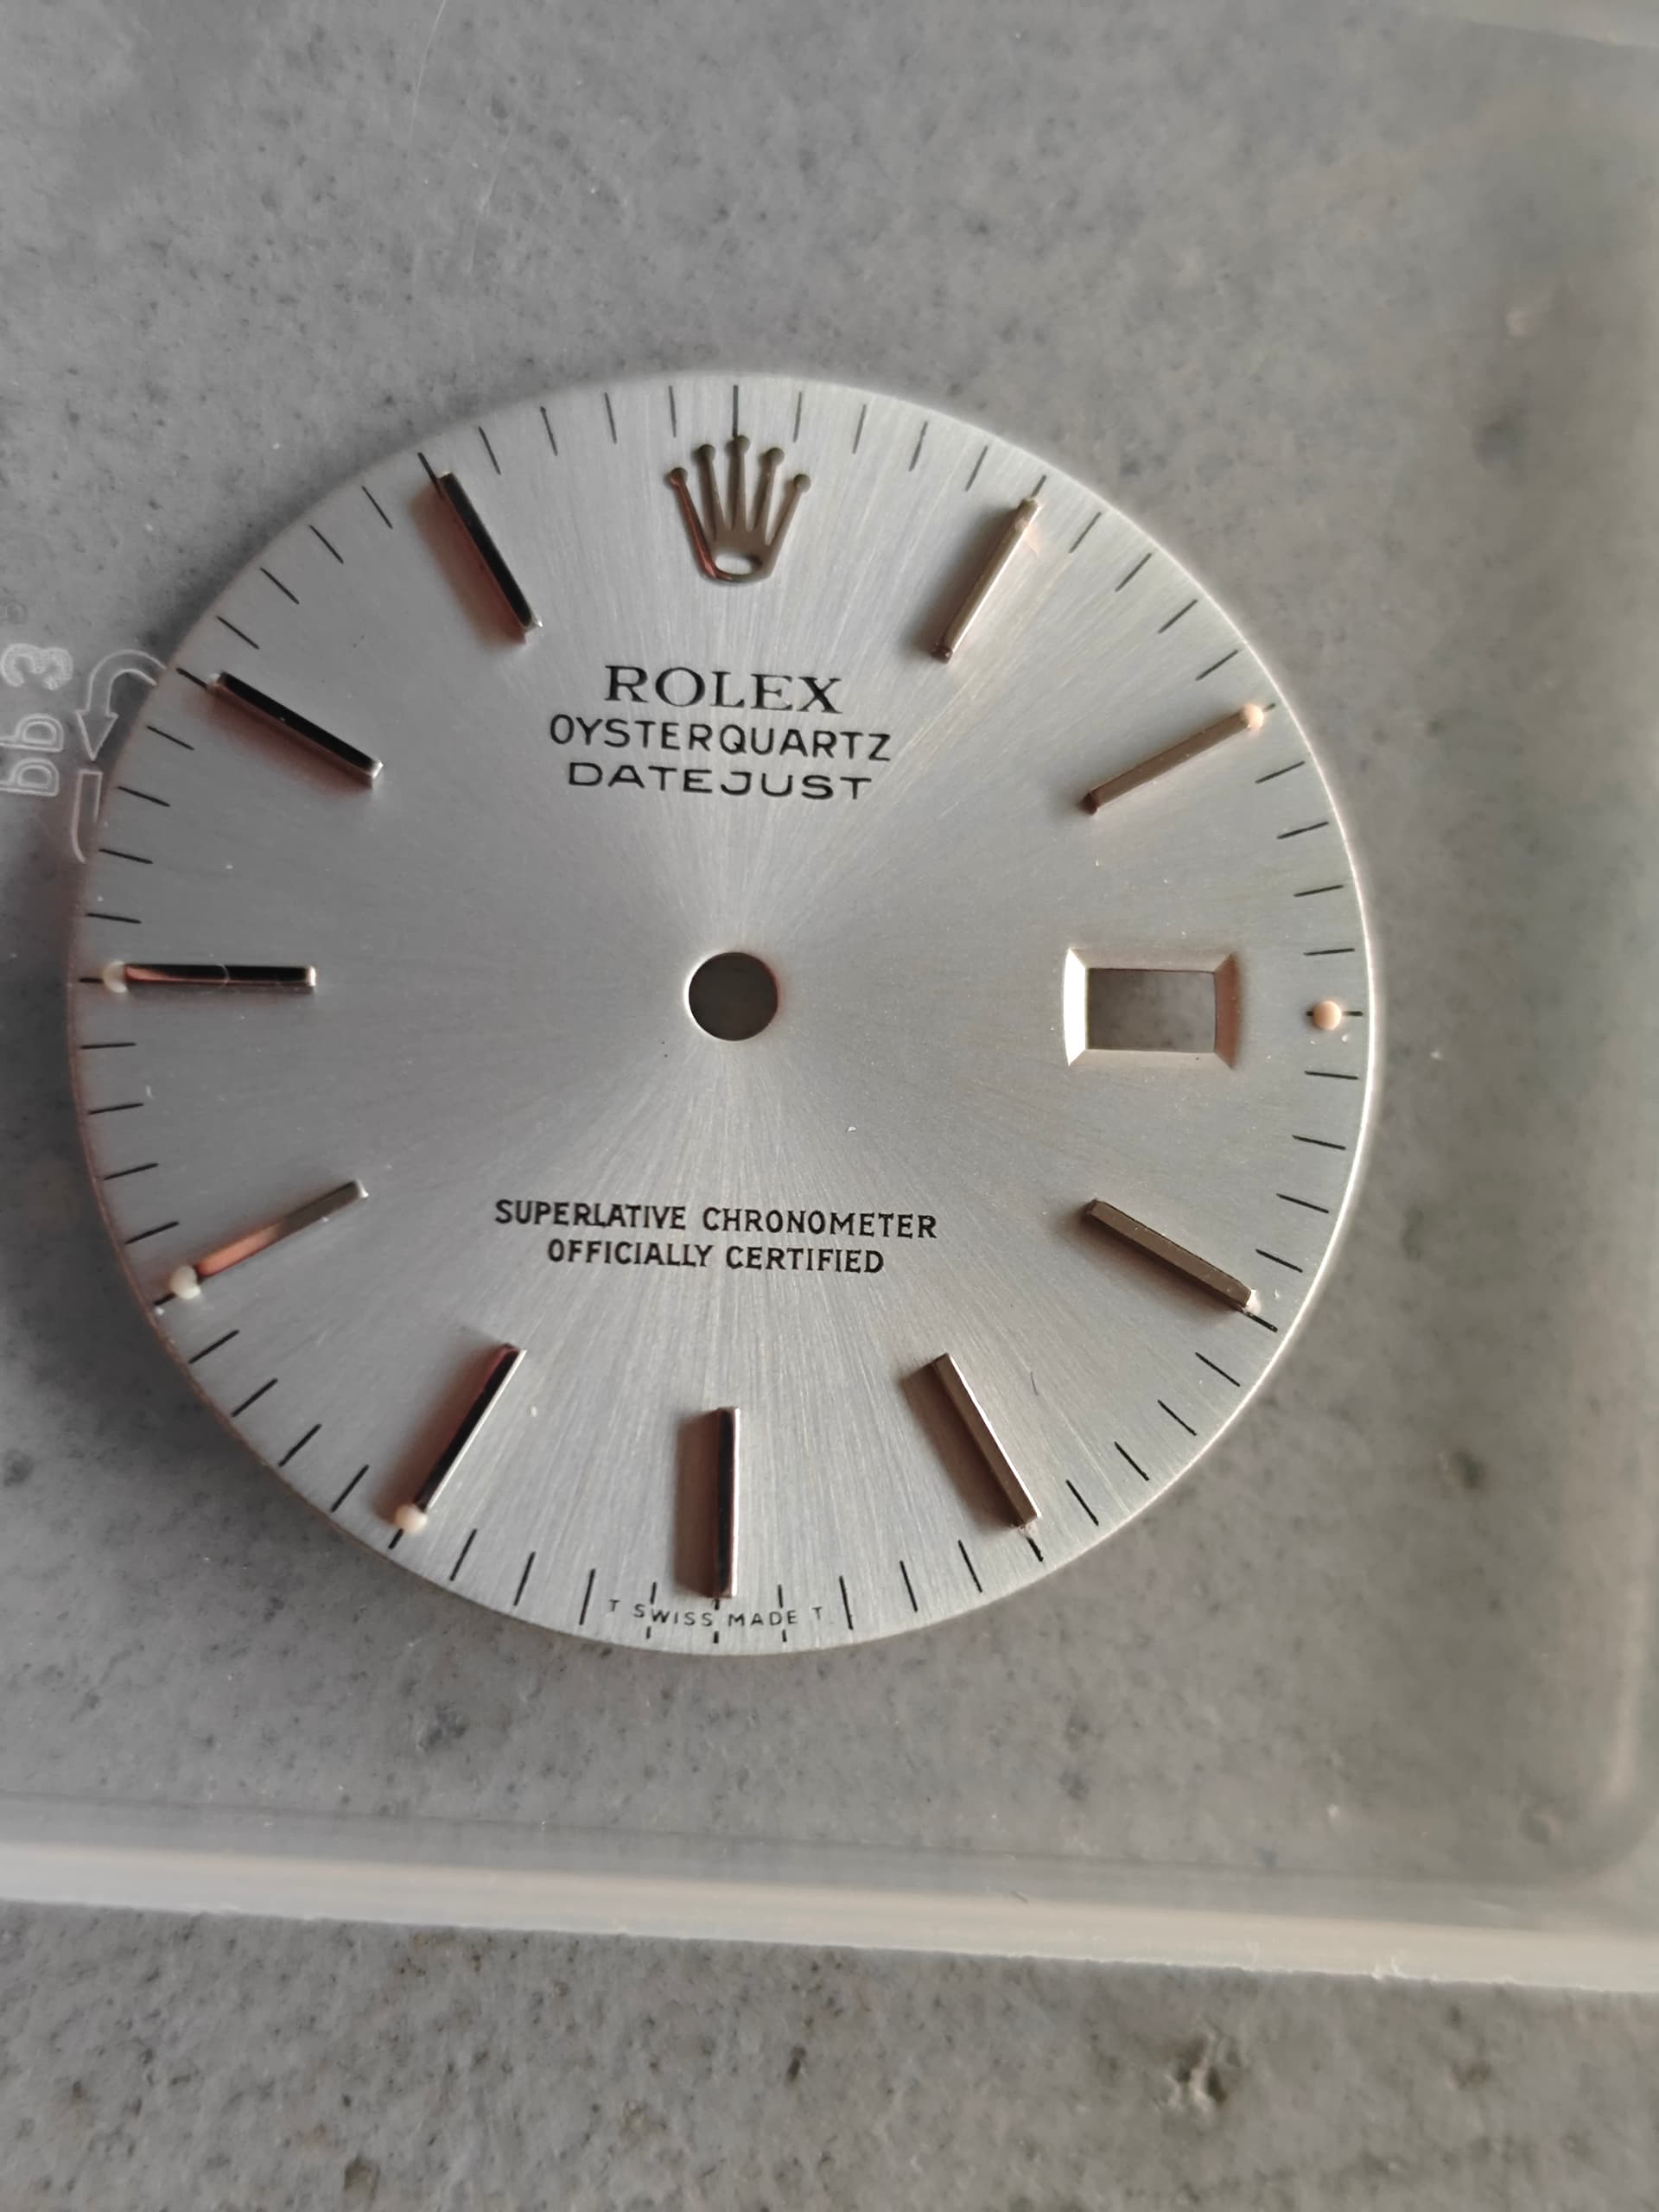 ROLEX
OYSTERQUARTZ
DATEJUST
SUPERLATIVE CHRONOMETER
OFFICIALLY CERTIFIED
T SWISS MADE T